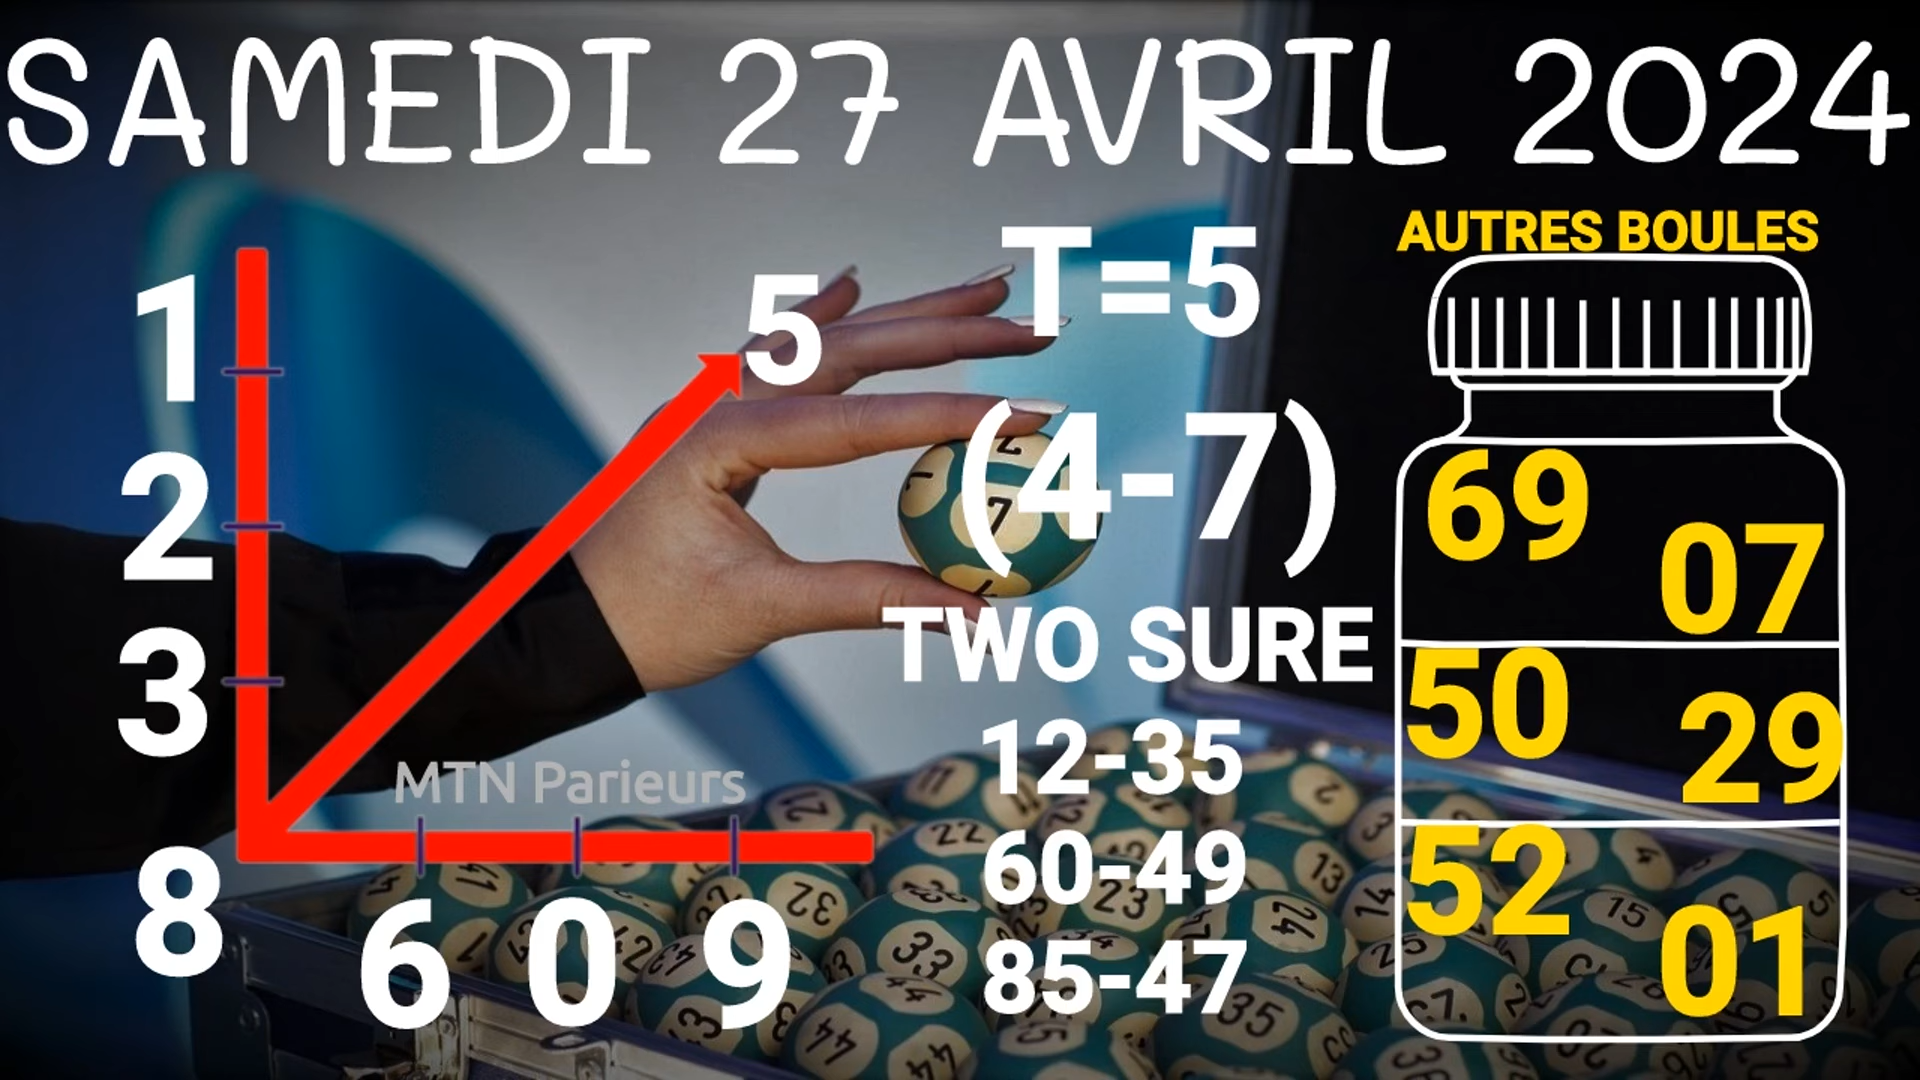 SAMEDI 27 AVRIL 2024
AUTRES BOULES
T=5
1
5
(4-7)
2
69
07
3
TWO SURE
12-35
50
29
MTN Parieurs
60-49
52
8
6 0 9
85-47
01